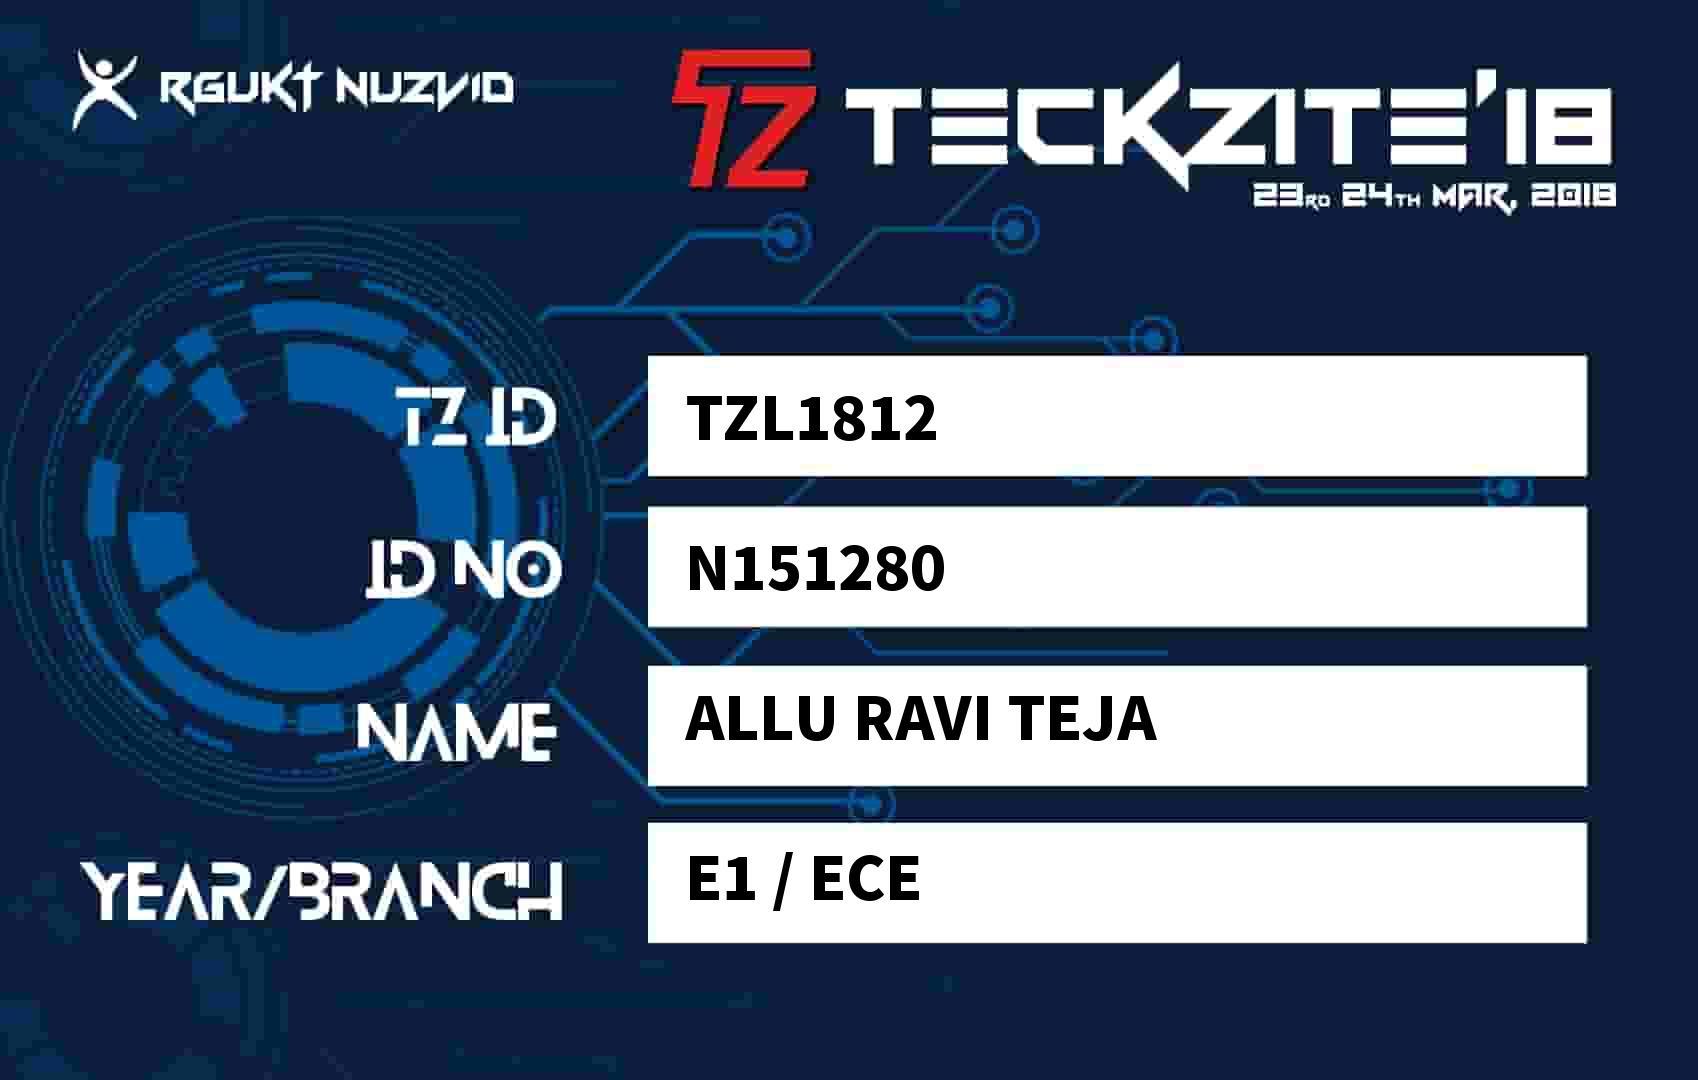 RGUKT NUZVID
TZ TECKZITE'18
23RD 24TH MAR, 2018
TZ ID TZL1812
ID NO N151280
NAME ALLU RAVI TEJA
YEAR/BRANCH E1 / ECE